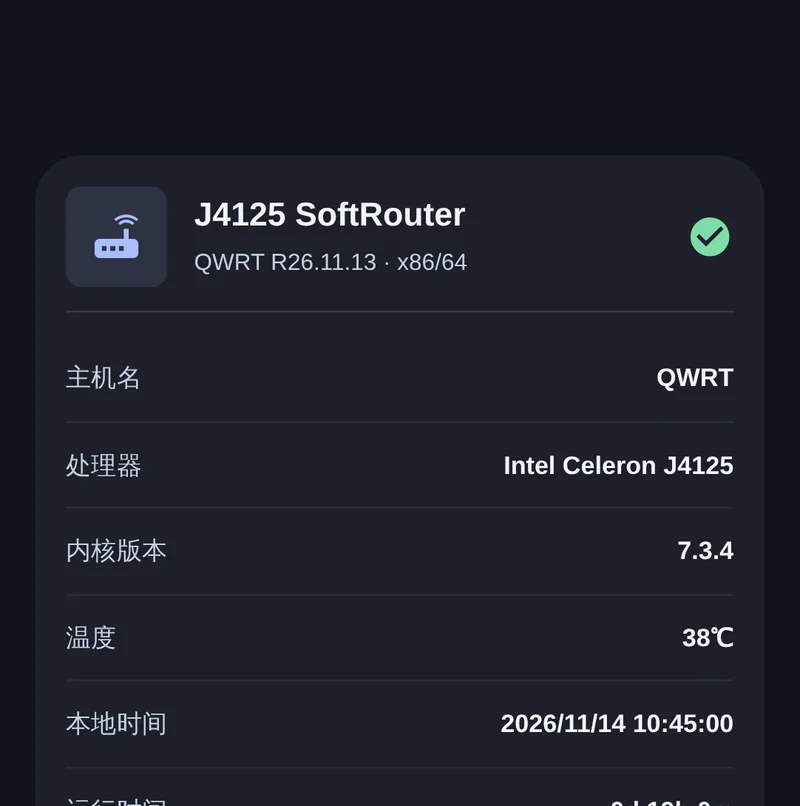 J4125 SoftRouter
QWRT R26.11.13 · x86/64
主机名 QWRT
处理器 Intel Celeron J4125
内核版本 7.3.4
温度 38℃
本地时间 2026/11/14 10:45:00